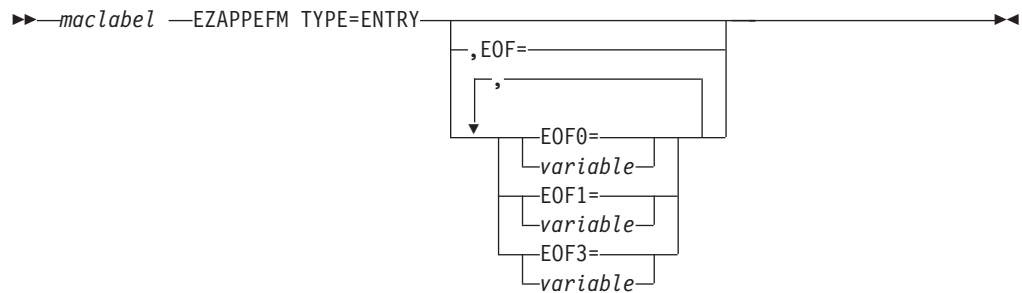 maclabel EZAPPEFM TYPE=ENTRY
,EOF=
,
EOF0=
variable
EOF1=
variable
EOF3=
variable